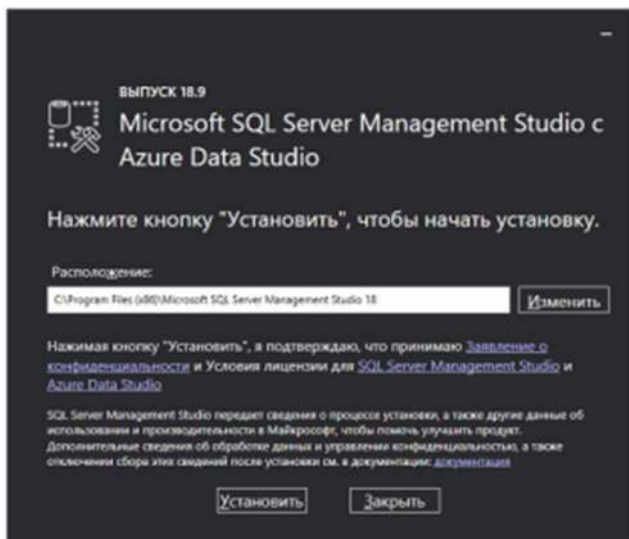 ВЫПУСК 18.9
Microsoft SQL Server Management Studio с
Azure Data Studio
Нажмите кнопку "Установить", чтобы начать установку.
Расположение:
C:\Program Files (x86)\Microsoft SQL Server Management Studio 18
Изменить
Нажимая кнопку "Установить", я подтверждаю, что принимаю Заявление о
конфиденциальности и Условия лицензии для SQL Server Management Studio и
Azure Data Studio
SQL Server Management Studio передает сведения о процессе установки, а также другие данные об
использовании и производительности в Майкрософт, чтобы помочь улучшить продукт.
Дополнительные сведения об обработке данных и управлении конфиденциальностью, а также
отключении сбора этих сведений после установки см. в документации: документация
Установить
Закрыть